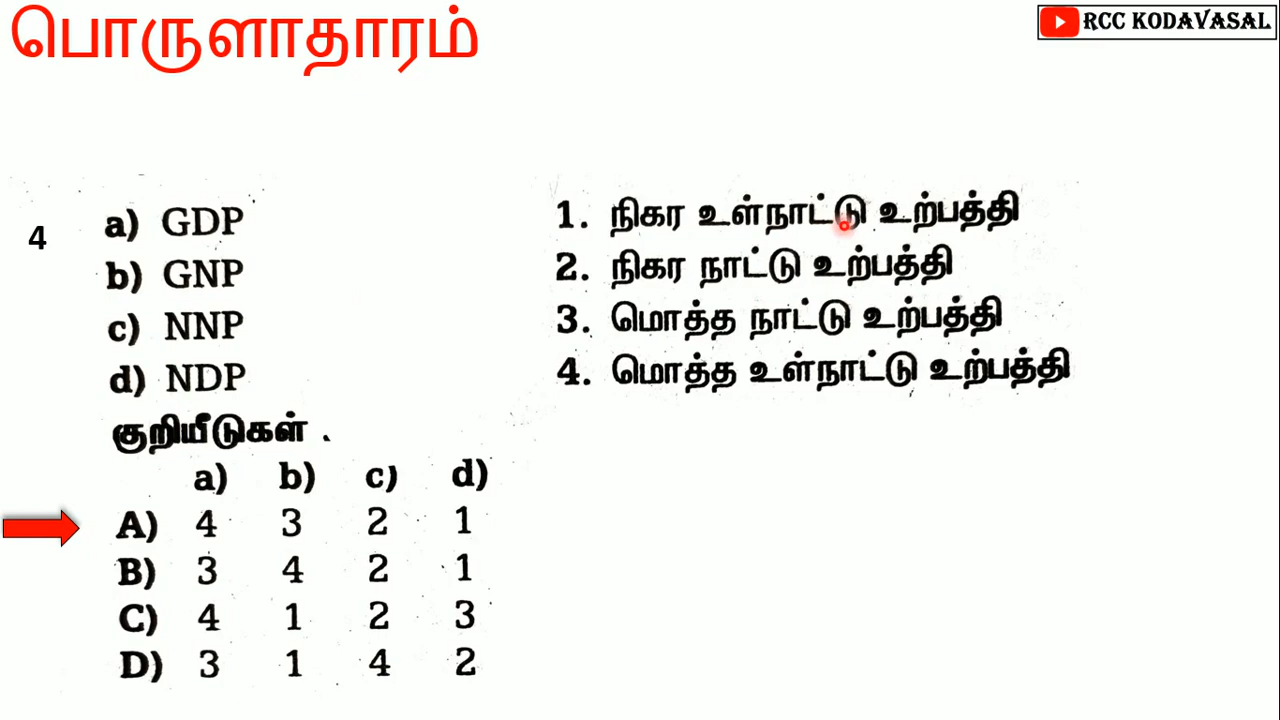 பொருளாதாரம்
RCC KODAVASAL
4
a) GDP 1. நிகர உள்நாட்டு உற்பத்தி
b) GNP 2. நிகர நாட்டு உற்பத்தி
c) NNP 3. மொத்த நாட்டு உற்பத்தி
d) NDP 4. மொத்த உள்நாட்டு உற்பத்தி
குறியீடுகள் .
a) b) c) d)
A) 4 3 2 1
B) 3 4 2 1
C) 4 1 2 3
D) 3 1 4 2